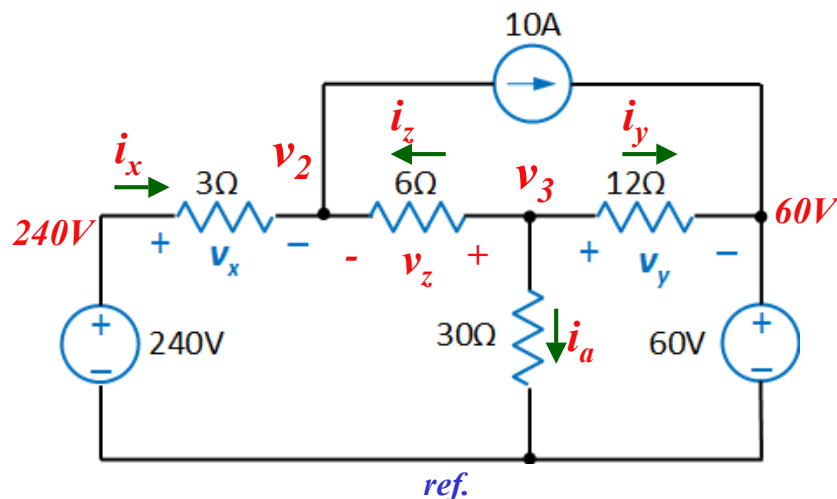 10A
i_x
i_z
i_y
v_2
v_3
3Ω
6Ω
12Ω
240V
60V
+
v_x
−
-
v_z
+
+
v_y
−
+
−
240V
30Ω
i_a
60V
+
−
ref.